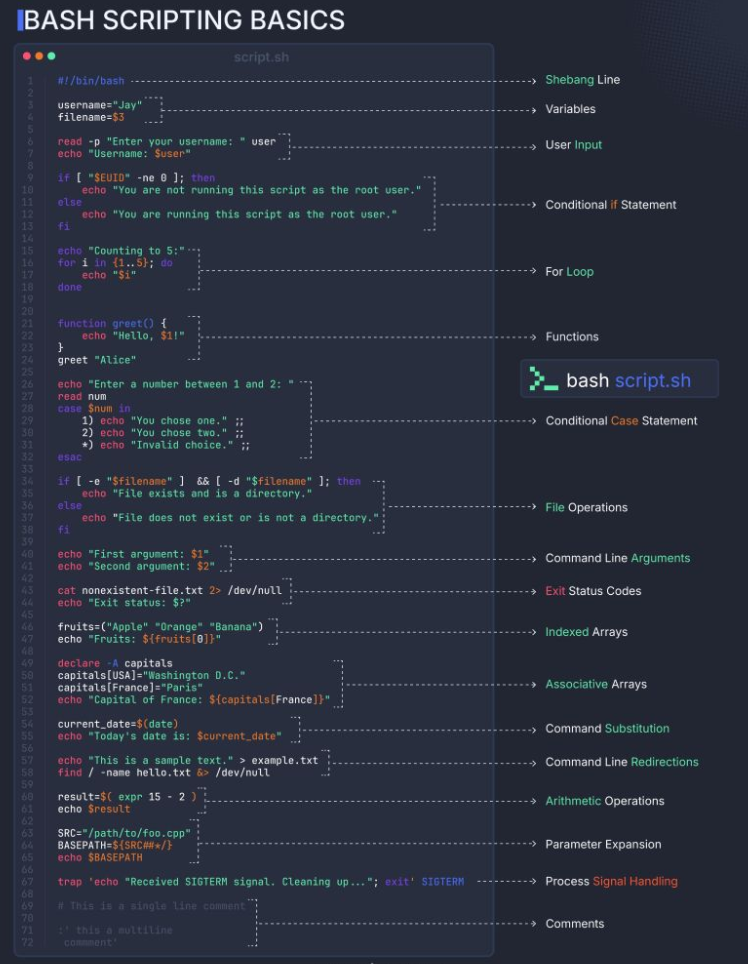 BASH SCRIPTING BASICS
script.sh
1 #!/bin/bash
Shebang Line
2
3 username="Jay"
4 filename=$3
Variables
5
6 read -p "Enter your username: " user
7 echo "Username: $user"
User Input
8
9 if [ "$EUID" -ne 0 ]; then
10 echo "You are not running this script as the root user."
11 else
12 echo "You are running this script as the root user."
13 fi
Conditional if Statement
14
15 echo "Counting to 5:"
16 for i in {1..5}; do
17 echo "$i"
18 done
For Loop
19
20
21 function greet() {
22 echo "Hello, $1!"
23 }
24 greet "Alice"
Functions
25
bash script.sh
26 echo "Enter a number between 1 and 2: "
27 read num
28 case $num in
29 1) echo "You chose one." ;;
30 2) echo "You chose two." ;;
31 *) echo "Invalid choice." ;;
32 esac
Conditional Case Statement
33
34 if [ -e "$filename" ] && [ -d "$filename" ]; then
35 echo "File exists and is a directory."
36 else
37 echo "File does not exist or is not a directory."
38 fi
File Operations
39
40 echo "First argument: $1"
41 echo "Second argument: $2"
Command Line Arguments
42
43 cat nonexistent-file.txt 2> /dev/null
44 echo "Exit status: $?"
Exit Status Codes
45
46 fruits=("Apple" "Orange" "Banana")
47 echo "Fruits: ${fruits[0]}"
Indexed Arrays
48
49 declare -A capitals
50 capitals[USA]="Washington D.C."
51 capitals[France]="Paris"
52 echo "Capital of France: ${capitals[France]}"
Associative Arrays
53
54 current_date=$(date)
55 echo "Today's date is: $current_date"
Command Substitution
56
57 echo "This is a sample text." > example.txt
58 find / -name hello.txt &> /dev/null
Command Line Redirections
59
60 result=$( expr 15 - 2 )
61 echo $result
Arithmetic Operations
62
63 SRC="/path/to/foo.cpp"
64 BASEPATH=${SRC##*/}
65 echo $BASEPATH
Parameter Expansion
66
67 trap 'echo "Received SIGTERM signal. Cleaning up..."; exit' SIGTERM
Process Signal Handling
68
69 # This is a single line comment
70
71 :' this a multiline
72 commment'
Comments